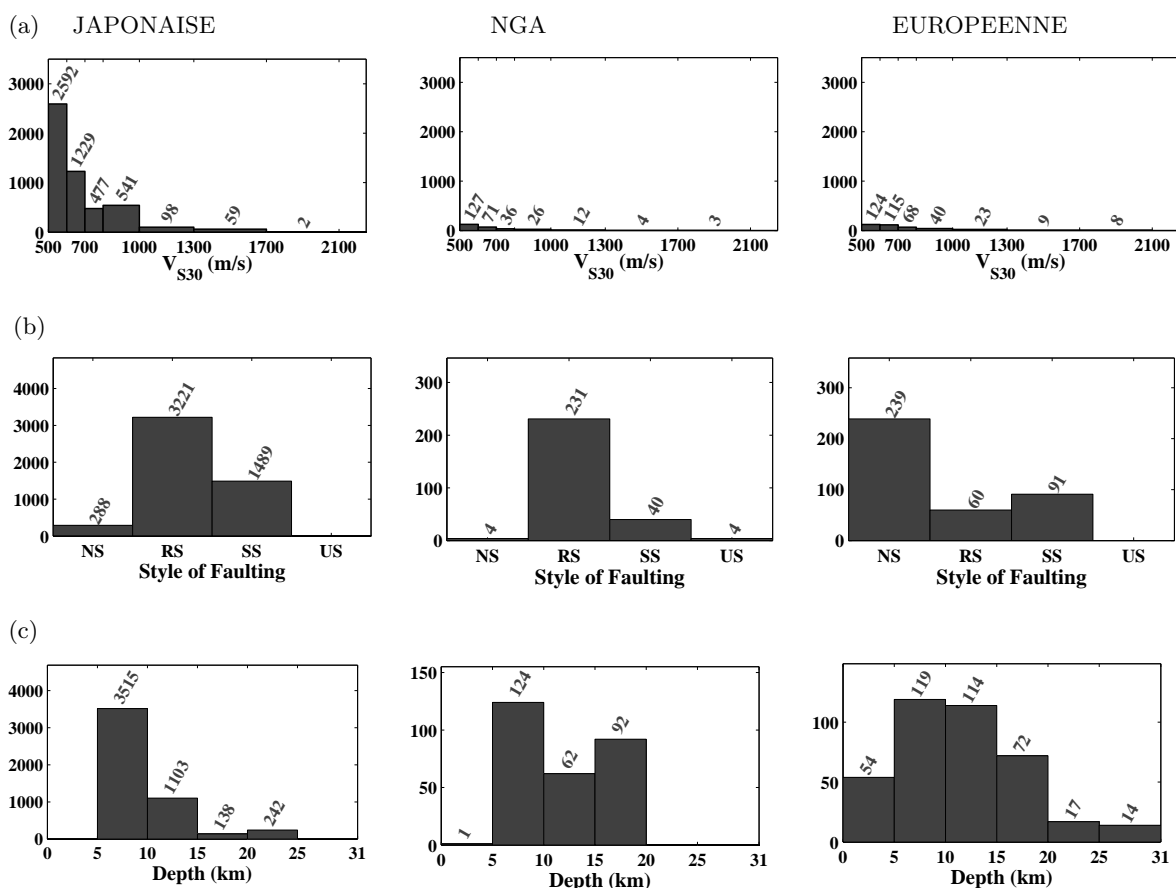 (a) JAPONAISE NGA EUROPEENNE
3000 2000 1000 0
2592 1229 477 541 98 59 2
500 700 1000 1300 1700 2100
V_S30 (m/s)
3000 2000 1000 0
127 71 36 26 12 4 3
500 700 1000 1300 1700 2100
V_S30 (m/s)
3000 2000 1000 0
124 115 68 40 23 9 8
500 700 1000 1300 1700 2100
V_S30 (m/s)
(b)
4000 3000 2000 1000 0
288 3221 1489
NS RS SS US
Style of Faulting
300 200 100 0
4 231 40 4
NS RS SS US
Style of Faulting
300 200 100 0
239 60 91
NS RS SS US
Style of Faulting
(c)
4000 3000 2000 1000 0
3515 1103 138 242
0 5 10 15 20 25 31
Depth (km)
150 100 50 0
1 124 62 92
0 5 10 15 20 25 31
Depth (km)
100 50 0
54 119 114 72 17 14
0 5 10 15 20 25 31
Depth (km)